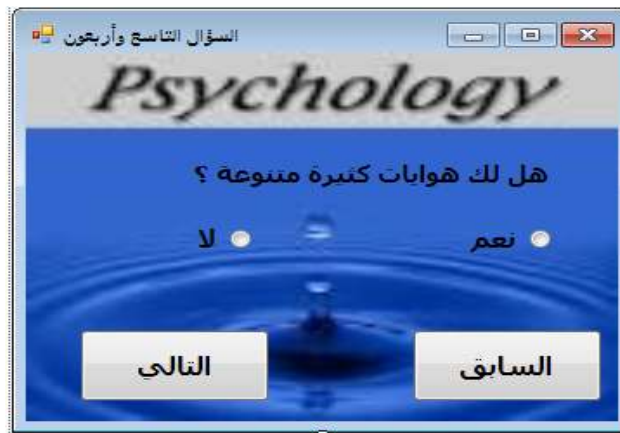 السؤال التاسع وأربعون
Psychology
هل لك هوايات كثيرة متنوعة ؟
نعم لا
السابق التالي